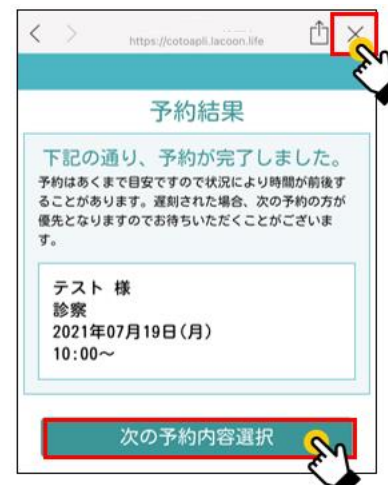 https://cotoapli.lacoon.life
予約結果
下記の通り、予約が完了しました。
予約はあくまで目安ですので状況により時間が前後す
ることがあります。遅刻された場合、次の予約の方が
優先となりますのでお待ちいただくことがございま
す。
テスト 様
診察
2021年07月19日(月)
10:00～
次の予約内容選択